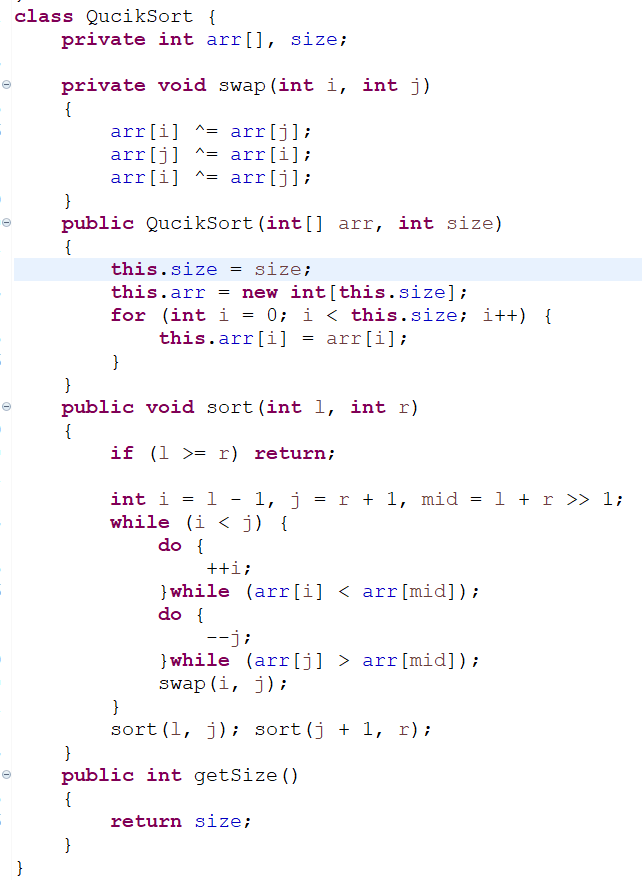 class QucikSort {
    private int arr[], size;

    private void swap(int i, int j)
    {
        arr[i] ^= arr[j];
        arr[j] ^= arr[i];
        arr[i] ^= arr[j];
    }
    public QucikSort(int[] arr, int size)
    {
        this.size = size;
        this.arr = new int[this.size];
        for (int i = 0; i < this.size; i++) {
            this.arr[i] = arr[i];
        }
    }
    public void sort(int l, int r)
    {
        if (l >= r) return;

        int i = l - 1, j = r + 1, mid = l + r >> 1;
        while (i < j) {
            do {
                ++i;
            }while (arr[i] < arr[mid]);
            do {
                --j;
            }while (arr[j] > arr[mid]);
            swap(i, j);
        }
        sort(l, j); sort(j + 1, r);
    }
    public int getSize()
    {
        return size;
    }
}